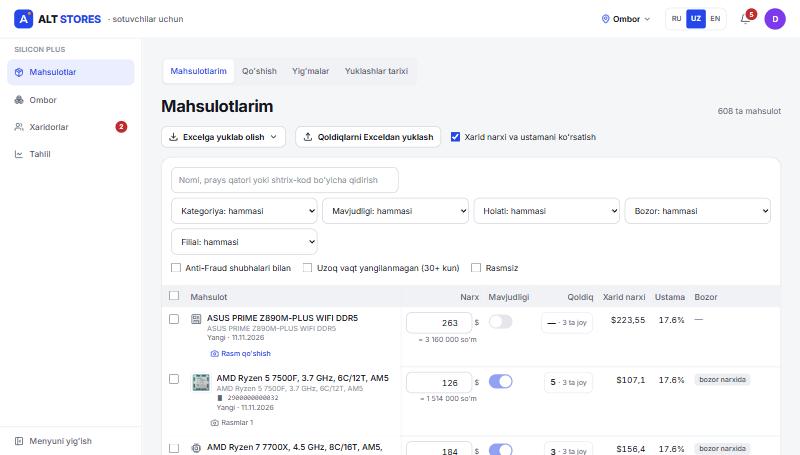 A ALT STORES · sotuvchilar uchun
Ombor
RU UZ EN
5
D
SILICON PLUS
Mahsulotlar
Ombor
Xaridorlar 2
Tahlil
Menyuni yig'ish
Mahsulotlarim Qo'shish Yig'malar Yuklashlar tarixi
Mahsulotlarim
608 ta mahsulot
Excelga yuklab olish
Qoldiqlarni Exceldan yuklash
Xarid narxi va ustamani ko'rsatish
Nomi, prays qatori yoki shtrix-kod bo'yicha qidirish
Kategoriya: hammasi Mavjudligi: hammasi Holati: hammasi Bozor: hammasi
Filial: hammasi
Anti-Fraud shubhalari bilan Uzoq vaqt yangilanmagan (30+ kun) Rasmsiz
Mahsulot Narx Mavjudligi Qoldiq Xarid narxi Ustama Bozor
ASUS PRIME Z890M-PLUS WIFI DDR5 263 $ — · 3 ta joy $223,55 17.6% —
ASUS PRIME Z890M-PLUS WIFI DDR5
Yangi · 11.11.2026
≈ 3 160 000 so'm
Rasm qo'shish
AMD Ryzen 5 7500F, 3.7 GHz, 6C/12T, AM5 126 $ 5 · 3 ta joy $107,1 17.6% bozor narxida
AMD Ryzen 5 7500F, 3.7 GHz, 6C/12T, AM5
2900000000032
≈ 1 514 000 so'm
Yangi · 11.11.2026
Rasmlar 1
AMD Ryzen 7 7700X, 4.5 GHz, 8C/16T, AM5, 184 $ 3 · 3 ta joy $156,4 17.6% bozor narxida